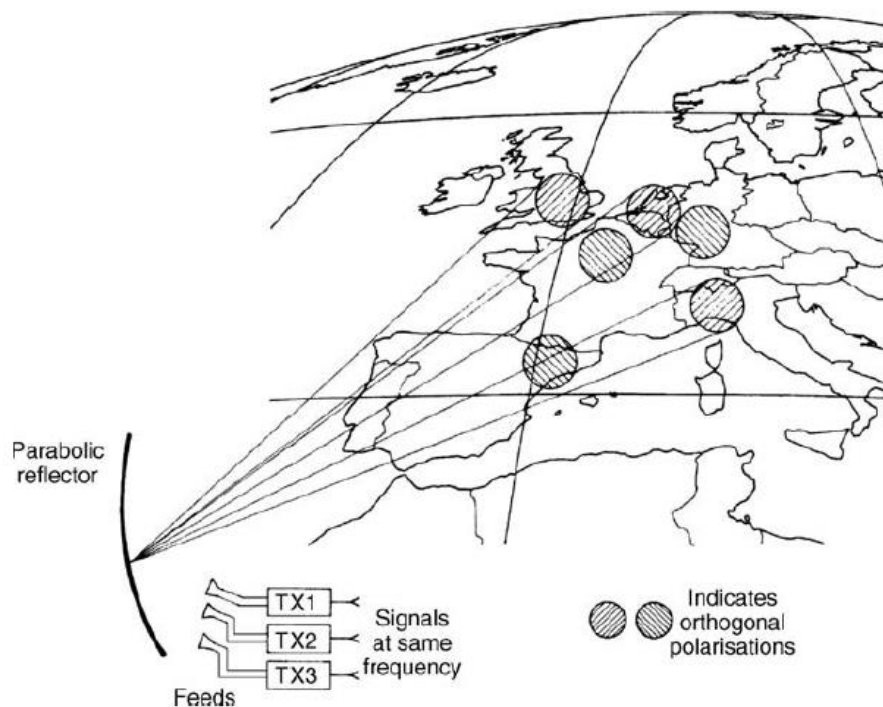 Parabolic
reflector
TX1
TX2
TX3
Feeds
Signals
at same
frequency
Indicates
orthogonal
polarisations